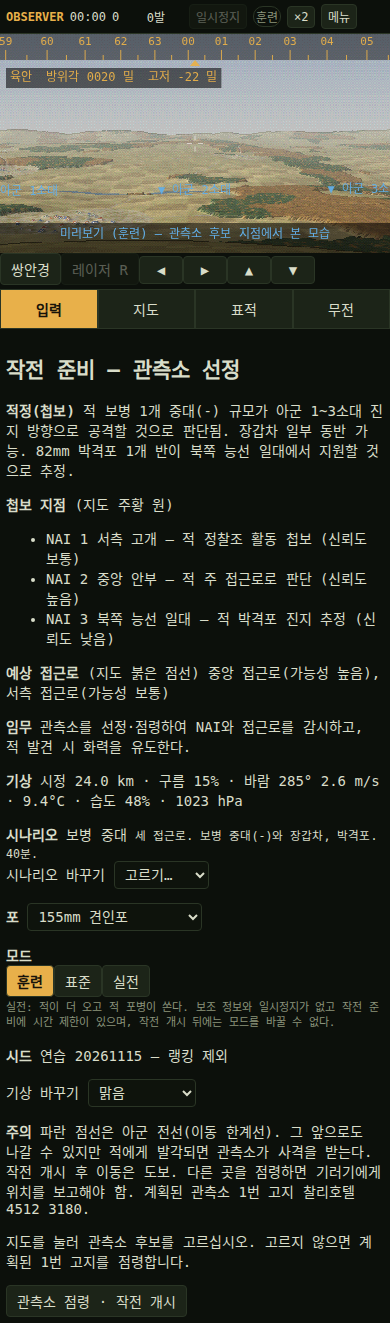 OBSERVER 00:00 0 0발 일시정지 훈련 ×2 메뉴
59 60 61 62 63 00 01 02 03 04 05
육안 방위각 0020 밀 고저 -22 밀
미리보기 (훈련) — 관측소 후보 지점에서 본 모습
쌍안경 레이저 R ◀ ▶ ▲ ▼
입력 지도 표적 무전
작전 준비 — 관측소 선정
적정(첩보) 적 보병 1개 중대(-) 규모가 아군 1~3소대 진
지 방향으로 공격할 것으로 판단됨. 장갑차 일부 동반 가
능. 82mm 박격포 1개 반이 북쪽 능선 일대에서 지원할 것
으로 추정.
첩보 지점 (지도 주황 원)
• NAI 1 서측 고개 — 적 정찰조 활동 첩보 (신뢰도
보통)
• NAI 2 중앙 안부 — 적 주 접근로로 판단 (신뢰도
높음)
• NAI 3 북쪽 능선 일대 — 적 박격포 진지 추정 (신
뢰도 낮음)
예상 접근로 (지도 붉은 점선) 중앙 접근로(가능성 높음),
서측 접근로(가능성 보통)
임무 관측소를 선정·점령하여 NAI와 접근로를 감시하고,
적 발견 시 화력을 유도한다.
기상 시정 24.0 km · 구름 15% · 바람 285° 2.6 m/s
· 9.4°C · 습도 48% · 1023 hPa
시나리오 보병 중대 세 접근로. 보병 중대(-)와 장갑차, 박격포.
40분.
시나리오 바꾸기 고르기…
포 155mm 견인포
모드
훈련 표준 실전
실전: 적이 더 오고 적 포병이 쏜다. 보조 정보와 일시정지가 없고 작전 준
비에 시간 제한이 있으며, 작전 개시 뒤에는 모드를 바꿀 수 없다.
시드 연습 20261115 — 랭킹 제외
기상 바꾸기 맑음
주의 파란 점선은 아군 전선(이동 한계선). 그 앞으로도
나갈 수 있지만 적에게 발각되면 관측소가 사격을 받는다.
작전 개시 후 이동은 도보. 다른 곳을 점령하면 기러기에게
위치를 보고해야 함. 계획된 관측소 1번 고지 찰리호텔
4512 3180.
지도를 눌러 관측소 후보를 고르십시오. 고르지 않으면 계
획된 1번 고지를 점령합니다.
관측소 점령 · 작전 개시